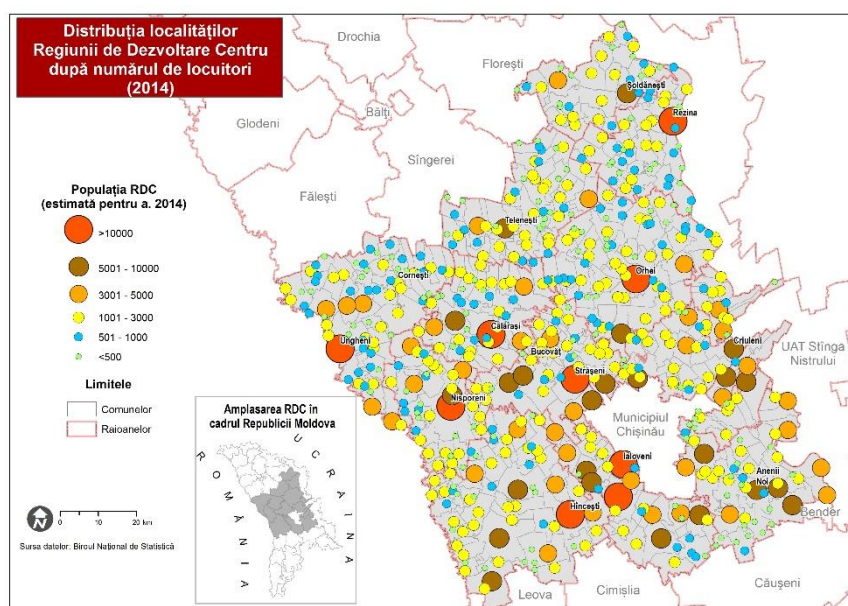 Distribuția localităților
Regiunii de Dezvoltare Centru
după numărul de locuitori
(2014)
Drochia
Florești
Șoldănești
Rezina
Bălți
Glodeni
Sîngerei
Fălești
Populația RDC
(estimată pentru a. 2014)
>10000
5001 - 10000
3001 - 5000
1001 - 3000
501 - 1000
<500
Limitele
Comunelor
Raioanelor
Telenești
Cornești
Orhei
Ungheni
Călărași
Bucovăț
Criuleni
UAT Stînga
Nistrului
Strășeni
Nisporeni
Municipiul
Chișinău
Ialoveni
Anenii
Noi
Hîncești
Bender
Leova
Cimișlia
Căușeni
Amplasarea RDC în
cadrul Republicii Moldova
ROMÂNIA
UCRAINA
N
0
10
20
km
Sursa datelor: Biroul Național de Statistică